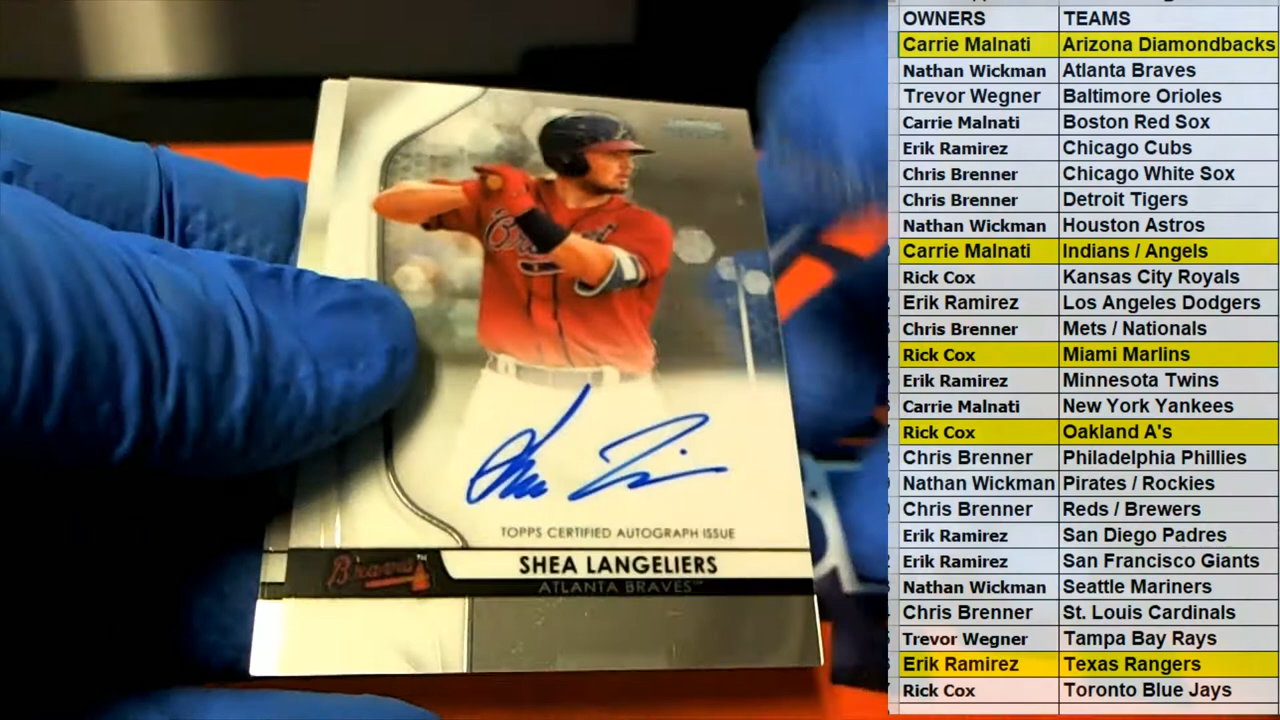 Braves
TOPPS CERTIFIED AUTOGRAPH ISSUE
SHEA LANGELIERS
Braves™
ATLANTA BRAVES™
OWNERS TEAMS
Carrie Malnati Arizona Diamondbacks
Nathan Wickman Atlanta Braves
Trevor Wegner Baltimore Orioles
Carrie Malnati Boston Red Sox
Erik Ramirez Chicago Cubs
Chris Brenner Chicago White Sox
Chris Brenner Detroit Tigers
Nathan Wickman Houston Astros
Carrie Malnati Indians / Angels
Rick Cox Kansas City Royals
Erik Ramirez Los Angeles Dodgers
Chris Brenner Mets / Nationals
Rick Cox Miami Marlins
Erik Ramirez Minnesota Twins
Carrie Malnati New York Yankees
Rick Cox Oakland A's
Chris Brenner Philadelphia Phillies
Nathan Wickman Pirates / Rockies
Chris Brenner Reds / Brewers
Erik Ramirez San Diego Padres
Erik Ramirez San Francisco Giants
Nathan Wickman Seattle Mariners
Chris Brenner St. Louis Cardinals
Trevor Wegner Tampa Bay Rays
Erik Ramirez Texas Rangers
Rick Cox Toronto Blue Jays